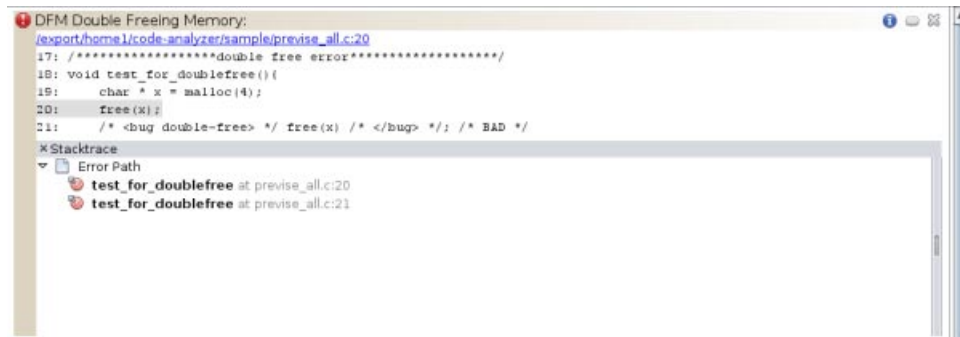 DFM Double Freeing Memory:
/export/home1/code-analyzer/sample/previse_all.c:20
17: /******************double free error*******************/
18: void test_for_doublefree(){
19:     char * x = malloc(4);
20:     free(x);
21:     /* <bug double-free> */ free(x) /* </bug> */; /* BAD */
× Stacktrace
Error Path
test_for_doublefree at previse_all.c:20
test_for_doublefree at previse_all.c:21